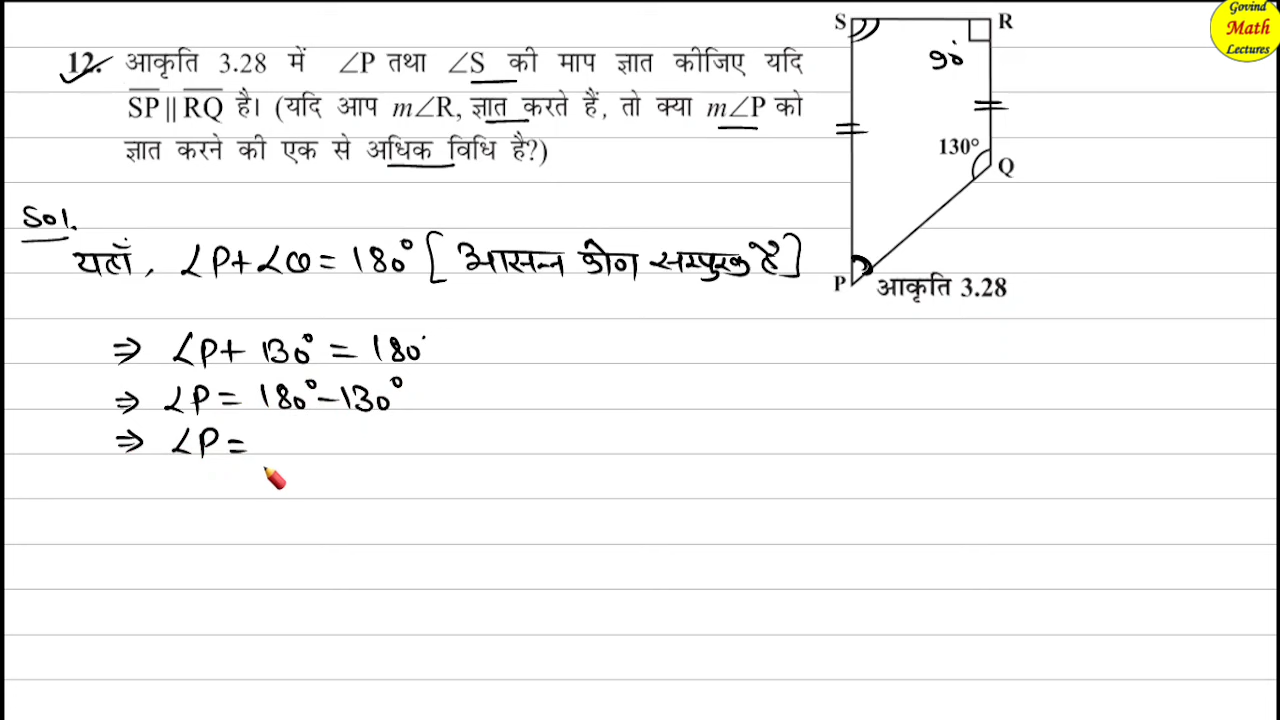 Govind
Math
Lectures
12. आकृति 3.28 में ∠P तथा ∠S की माप ज्ञात कीजिए यदि
SP || RQ है। (यदि आप m∠R, ज्ञात करते हैं, तो क्या m∠P को
ज्ञात करने की एक से अधिक विधि है?)
S
R
90°
130°
Q
P
आकृति 3.28
Sol.
यहाँ, ∠P+∠Q = 180° [आसन्न कोण सम्पुरक है]
⇒ ∠P + 130° = 180°
⇒ ∠P = 180° - 130°
⇒ ∠P =